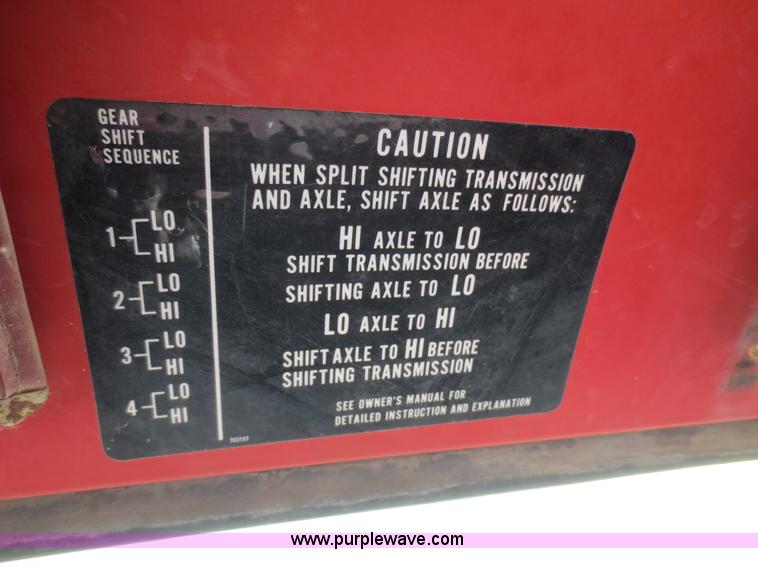 GEAR
SHIFT
SEQUENCE
1 LO
HI
2 LO
HI
3 LO
HI
4 LO
HI
CAUTION
WHEN SPLIT SHIFTING TRANSMISSION
AND AXLE, SHIFT AXLE AS FOLLOWS:
HI AXLE TO LO
SHIFT TRANSMISSION BEFORE
SHIFTING AXLE TO LO
LO AXLE TO HI
SHIFT AXLE TO HI BEFORE
SHIFTING TRANSMISSION
SEE OWNER'S MANUAL FOR
DETAILED INSTRUCTION AND EXPLANATION
www.purplewave.com